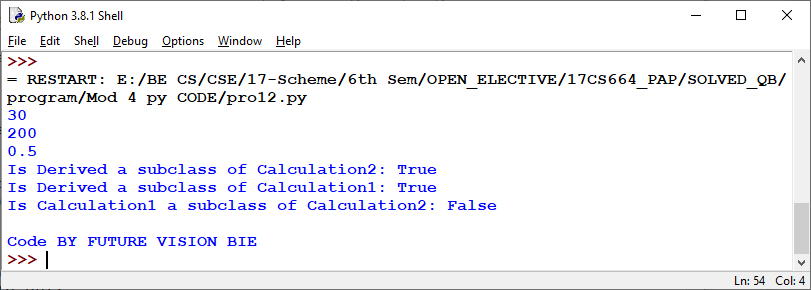 Python 3.8.1 Shell
File Edit Shell Debug Options Window Help
>>>
= RESTART: E:/BE CS/CSE/17-Scheme/6th Sem/OPEN_ELECTIVE/17CS664_PAP/SOLVED_QB/
program/Mod 4 py CODE/pro12.py
30
200
0.5
Is Derived a subclass of Calculation2: True
Is Derived a subclass of Calculation1: True
Is Calculation1 a subclass of Calculation2: False
Code BY FUTURE VISION BIE
>>>
Ln: 54 Col: 4